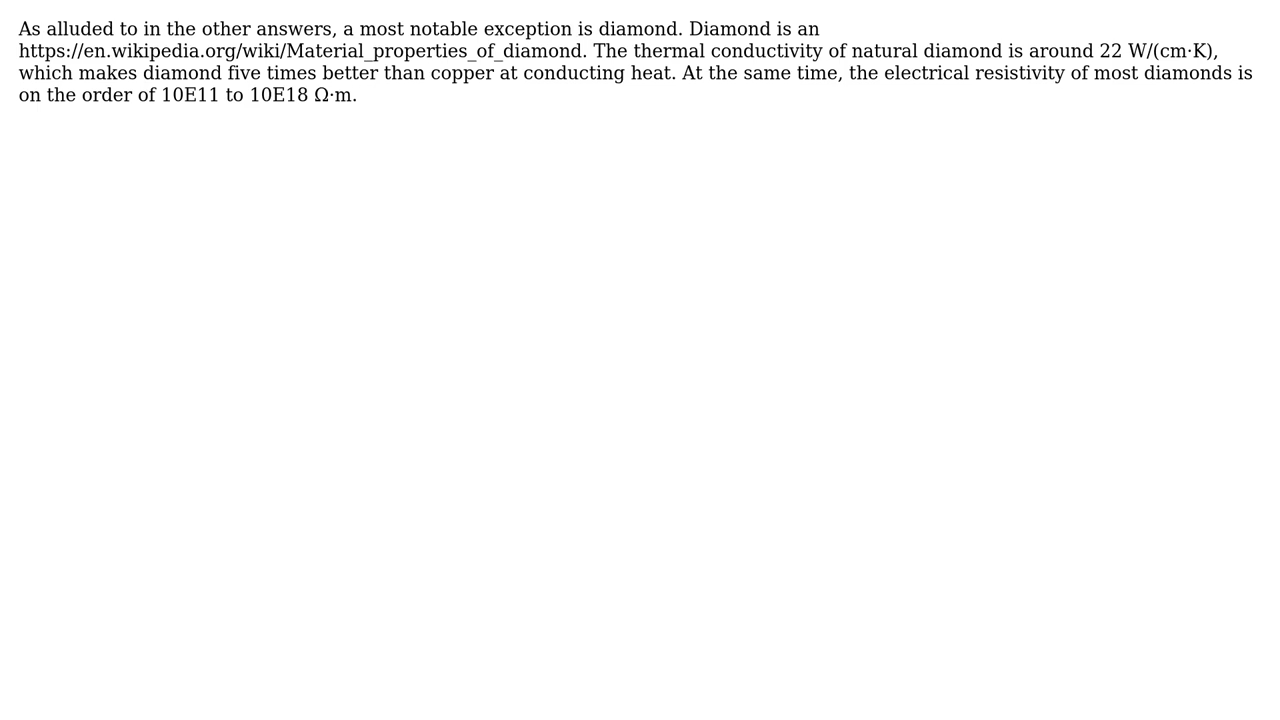 As alluded to in the other answers, a most notable exception is diamond. Diamond is an
https://en.wikipedia.org/wiki/Material_properties_of_diamond. The thermal conductivity of natural diamond is around 22 W/(cm·K),
which makes diamond five times better than copper at conducting heat. At the same time, the electrical resistivity of most diamonds is
on the order of 10E11 to 10E18 Ω·m.